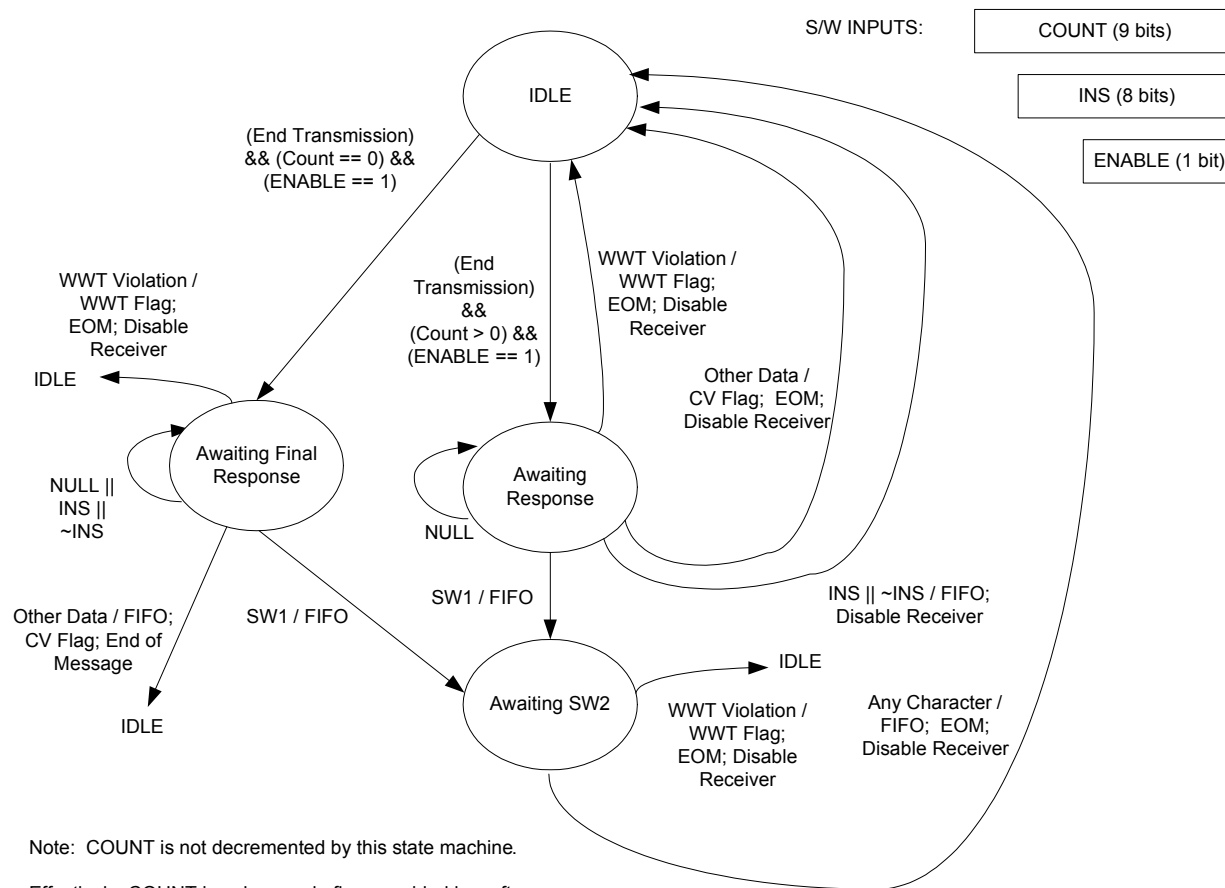 S/W INPUTS:
COUNT (9 bits)
INS (8 bits)
ENABLE (1 bit)
IDLE
(End Transmission)
&& (Count == 0) &&
(ENABLE == 1)
(End
Transmission)
&&
(Count > 0) &&
(ENABLE == 1)
WWT Violation /
WWT Flag;
EOM; Disable
Receiver
WWT Violation /
WWT Flag;
EOM; Disable
Receiver
IDLE
Other Data /
CV Flag; EOM;
Disable Receiver
Awaiting Final
Response
Awaiting
Response
NULL ||
INS ||
~INS
NULL
INS || ~INS / FIFO;
Disable Receiver
Other Data / FIFO;
CV Flag; End of
Message
SW1 / FIFO
SW1 / FIFO
IDLE
Awaiting SW2
IDLE
WWT Violation /
WWT Flag;
EOM; Disable
Receiver
Any Character /
FIFO; EOM;
Disable Receiver
Note: COUNT is not decremented by this state machine.